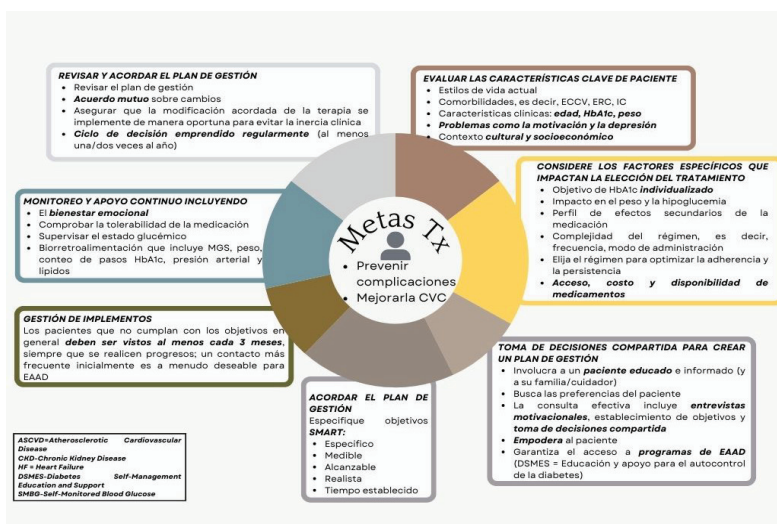 REVISAR Y ACORDAR EL PLAN DE GESTIÓN
• Revisar el plan de gestión
• Acuerdo mutuo sobre cambios
• Asegurar que la modificación acordada de la terapia se
implemente de manera oportuna para evitar la inercia clínica
• Ciclo de decisión emprendido regularmente (al menos
una/dos veces al año)
EVALUAR LAS CARACTERÍSTICAS CLAVE DE PACIENTE
• Estilos de vida actual
• Comorbilidades, es decir, ECCV, ERC, IC
• Características clínicas: edad, HbA1c, peso
• Problemas como la motivación y la depresión
• Contexto cultural y socioeconómico
CONSIDERE LOS FACTORES ESPECÍFICOS QUE
IMPACTAN LA ELECCIÓN DEL TRATAMIENTO
• Objetivo de HbA1c individualizado
• Impacto en el peso y la hipoglucemia
• Perfil de efectos secundarios de la
medicación
• Complejidad del régimen, es decir,
frecuencia, modo de administración
• Elija el régimen para optimizar la adherencia y
la persistencia
• Acceso, costo y disponibilidad de
medicamentos
TOMA DE DECISIONES COMPARTIDA PARA CREAR
UN PLAN DE GESTIÓN
• Involucra a un paciente educado e informado (y
a su familia/cuidador)
• Busca las preferencias del paciente
• La consulta efectiva incluye entrevistas
motivacionales, establecimiento de objetivos y
toma de decisiones compartida
• Empodera al paciente
• Garantiza el acceso a programas de EAAD
(DSMES = Educación y apoyo para el autocontrol
de la diabetes)
ACORDAR EL PLAN DE
GESTIÓN
Especifique objetivos
SMART:
• Específico
• Medible
• Alcanzable
• Realista
• Tiempo establecido
GESTIÓN DE IMPLEMENTOS
Los pacientes que no cumplan con los objetivos en
general deben ser vistos al menos cada 3 meses,
siempre que se realicen progresos; un contacto más
frecuente inicialmente es a menudo deseable para
EAAD
MONITOREO Y APOYO CONTINUO INCLUYENDO
• El bienestar emocional
• Comprobar la tolerabilidad de la medicación
• Supervisar el estado glucémico
• Biorretroalimentación que incluye MGS, peso,
conteo de pasos HbA1c, presión arterial y
lípidos
Metas Tx
• Prevenir
complicaciones
• Mejorarla CVC
ASCVD=Atherosclerotic Cardiovascular
Disease
CKD-Chronic Kidney Disease
HF = Heart Failure
DSMES-Diabetes Self-Management
Education and Support
SMBG-Self-Monitored Blood Glucose